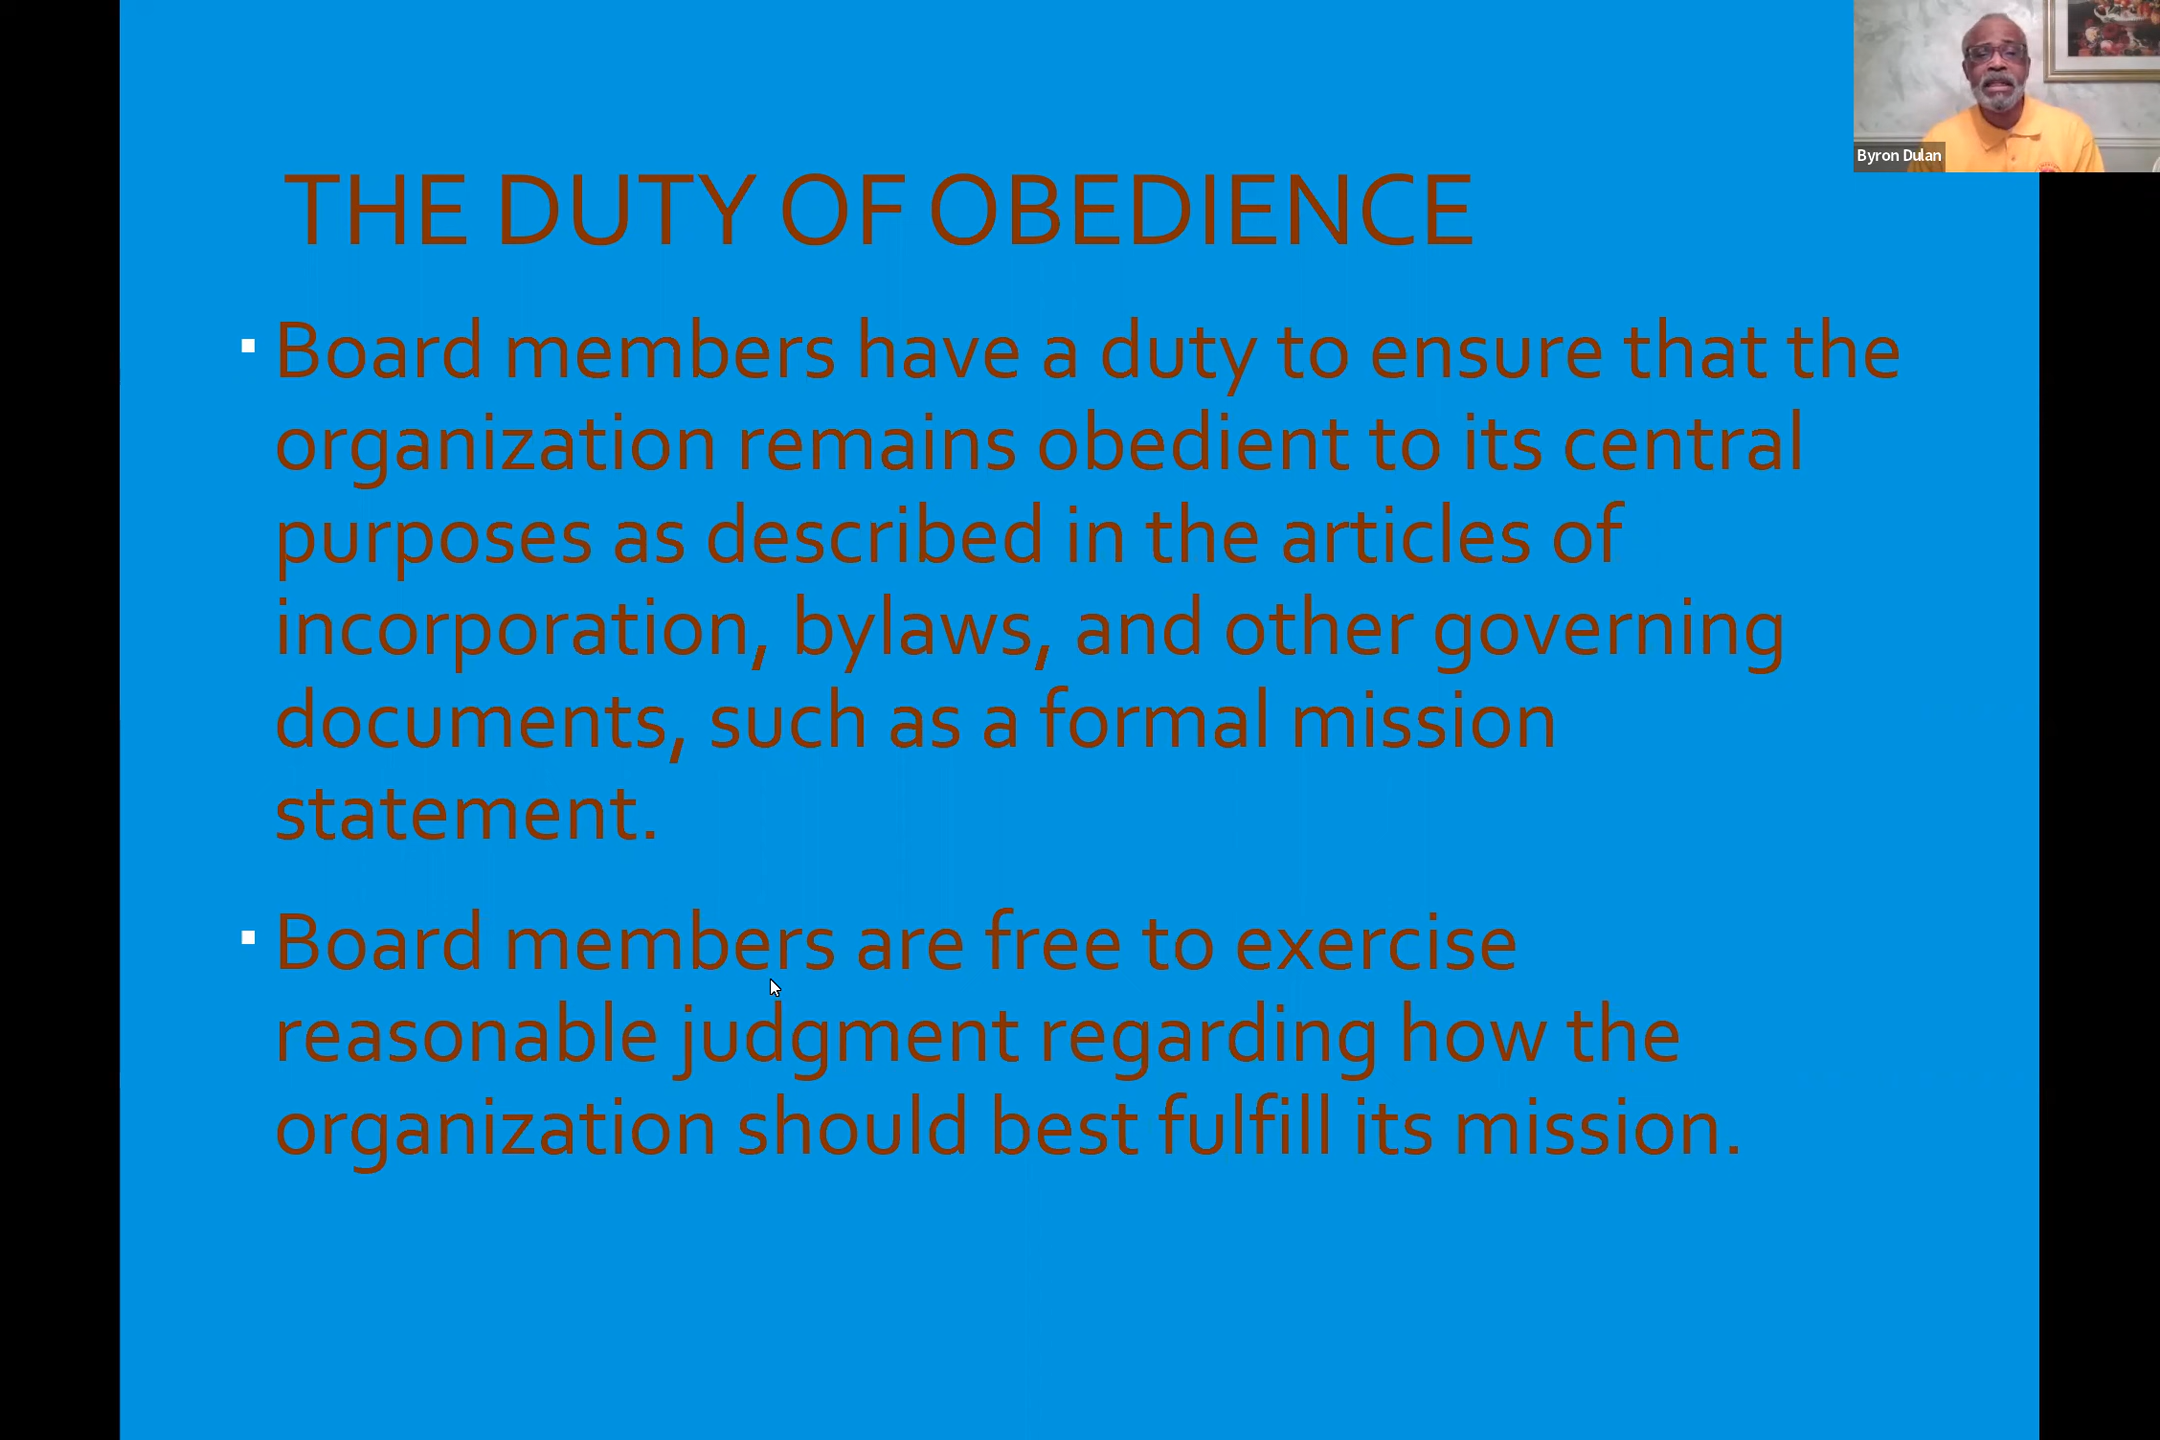 THE DUTY OF OBEDIENCE
Board members have a duty to ensure that the
organization remains obedient to its central
purposes as described in the articles of
incorporation, bylaws, and other governing
documents, such as a formal mission
statement.
Board members are free to exercise
reasonable judgment regarding how the
organization should best fulfill its mission.
Byron Dulan